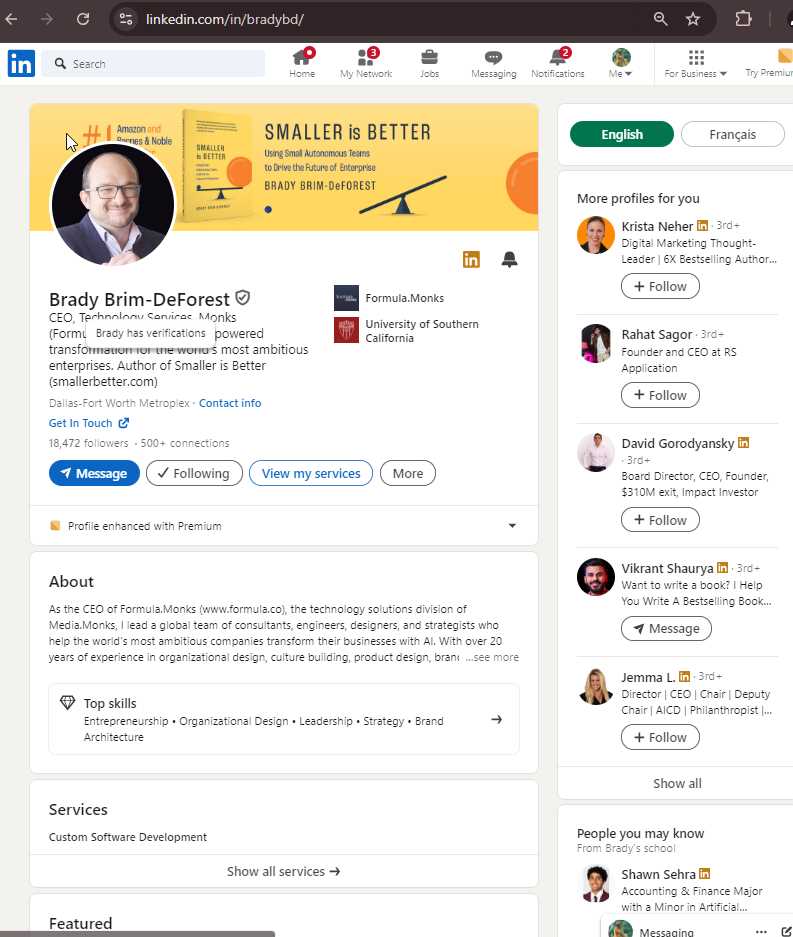 linkedin.com/in/bradybd/
in
Search
Home
3
My Network
Jobs
Messaging
2
Notifications
Me
For Business
Try Premium
#1 Amazon and
Barnes & Noble
SMALLER
is BETTER
SMALLER is BETTER
Using Small Autonomous Teams
to Drive the Future of Enterprise
BRADY BRIM-DEFOREST
in
Brady Brim-DeForest
CEO, Technology Services, Monks
(Formu
powered
Brady has verifications
transformation for the world's most ambitious
enterprises. Author of Smaller is Better
(smallerbetter.com)
Formula.Monks
University of Southern
California
Dallas-Fort Worth Metroplex · Contact info
Get In Touch
18,472 followers · 500+ connections
Message
Following
View my services
More
Profile enhanced with Premium
About
As the CEO of Formula.Monks (www.formula.co), the technology solutions division of
Media.Monks, I lead a global team of consultants, engineers, designers, and strategists who
help the world's most ambitious companies transform their businesses with AI. With over 20
years of experience in organizational design, culture building, product design, bran …see more
Top skills
Entrepreneurship • Organizational Design • Leadership • Strategy • Brand
Architecture
Services
Custom Software Development
Show all services
Featured
English
Français
More profiles for you
Krista Neher in · 3rd+
Digital Marketing Thought-
Leader | 6X Bestselling Author...
+ Follow
Rahat Sagor · 3rd+
Founder and CEO at RS
Application
+ Follow
David Gorodyansky in
· 3rd+
Board Director, CEO, Founder,
$310M exit, Impact Investor
+ Follow
Vikrant Shaurya in · 3rd+
Want to write a book? I Help
You Write A Bestselling Book...
Message
Jemma L. in · 3rd+
Director | CEO | Chair | Deputy
Chair | AICD | Philanthropist |...
+ Follow
Show all
People you may know
From Brady's school
Shawn Sehra in
Accounting & Finance Major
with a Minor in Artificial...
Messaging